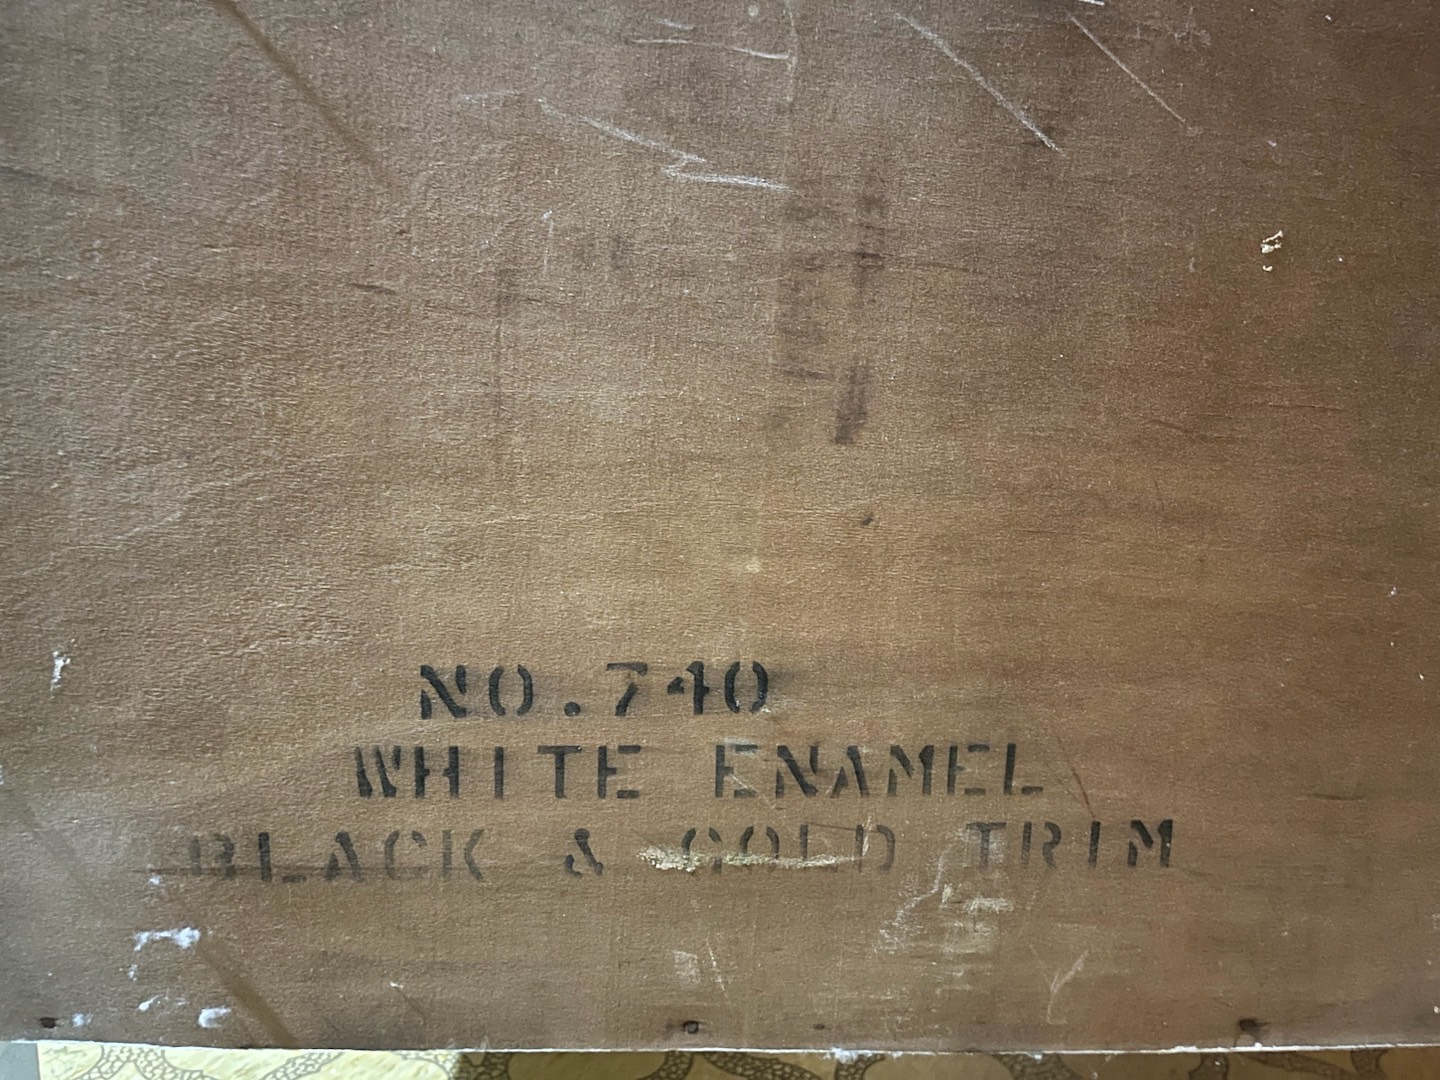 NO.740
WHITE ENAMEL
BLACK & GOLD TRIM